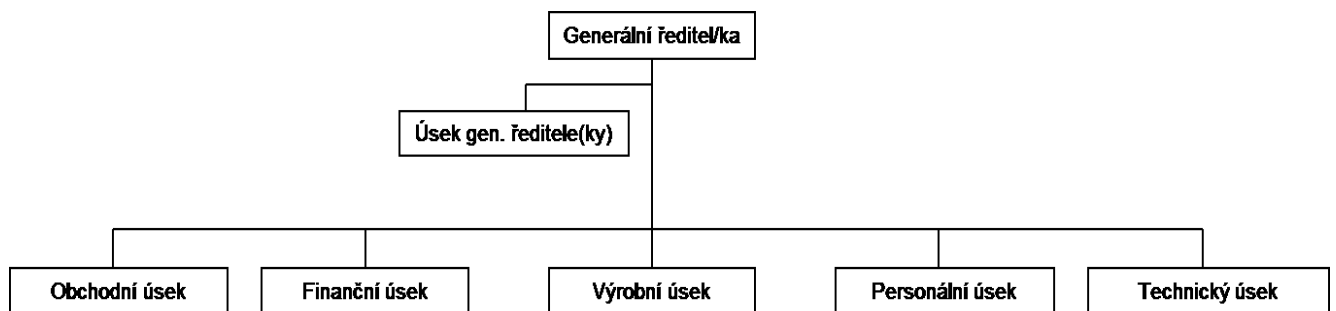 Generální ředitel/ka
Úsek gen. ředitele(ky)
Obchodní úsek
Finanční úsek
Výrobní úsek
Personální úsek
Technický úsek